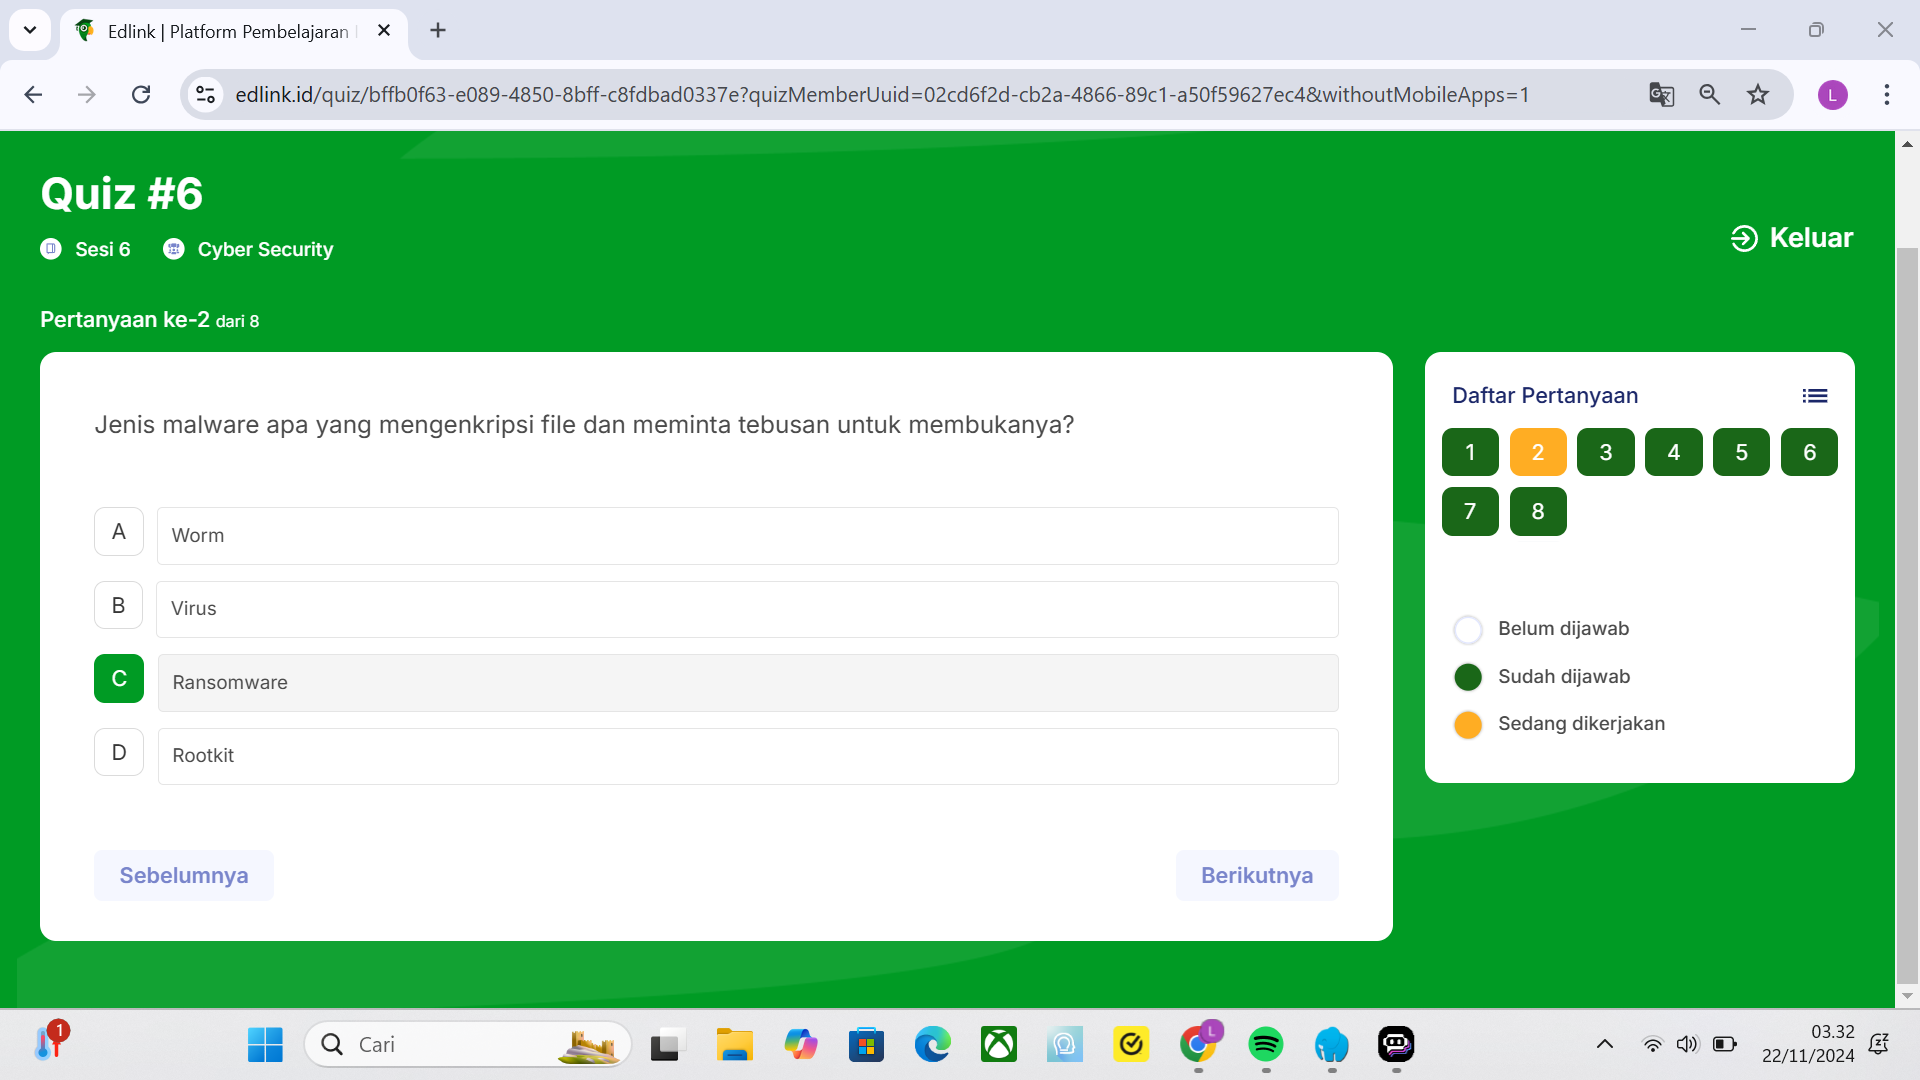 Edlink | Platform Pembelajaran
edlink.id/quiz/bffb0f63-e089-4850-8bff-c8fdbad0337e?quizMemberUuid=02cd6f2d-cb2a-4866-89c1-a50f59627ec4&withoutMobileApps=1
L
Quiz #6
Sesi 6
Cyber Security
Keluar
Pertanyaan ke-2 dari 8
Jenis malware apa yang mengenkripsi file dan meminta tebusan untuk membukanya?
A Worm
B Virus
C Ransomware
D Rootkit
Sebelumnya
Berikutnya
Daftar Pertanyaan
1 2 3 4 5 6
7 8
Belum dijawab
Sudah dijawab
Sedang dikerjakan
1
Cari
L
03.32
22/11/2024